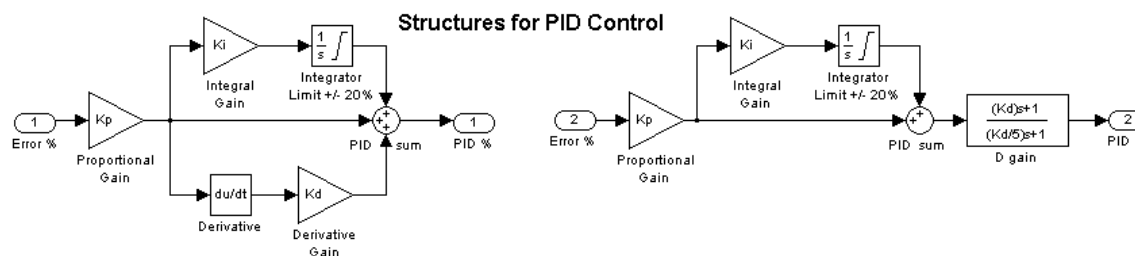 Structures for PID Control
Ki
1
s
Integral
Gain
Integrator
Limit +/- 20%
1
Error %
Kp
Proportional
Gain
+
+
+
PID sum
1
PID %
du/dt
Derivative
Kd
Derivative
Gain
Ki
1
s
Integral
Gain
Integrator
Limit +/- 20%
2
Error %
Kp
Proportional
Gain
+
+
PID sum
(Kd)s+1
(Kd/5)s+1
D gain
2
PID